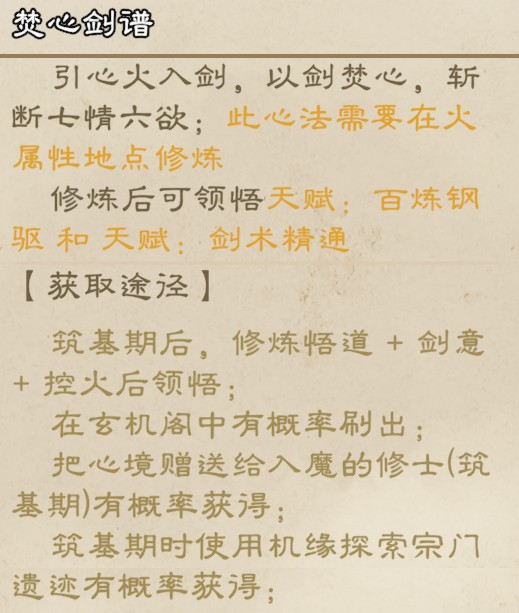 焚心剑谱
引心火入剑，以剑焚心，斩
断七情六欲；此心法需要在火
属性地点修炼
修炼后可领悟天赋：百炼钢
驱 和 天赋：剑术精通
【获取途径】
筑基期后，修炼悟道 + 剑意
+ 控火后领悟；
在玄机阁中有概率刷出；
把心境赠送给入魔的修士(筑
基期)有概率获得；
筑基期时使用机缘探索宗门
遗迹有概率获得；